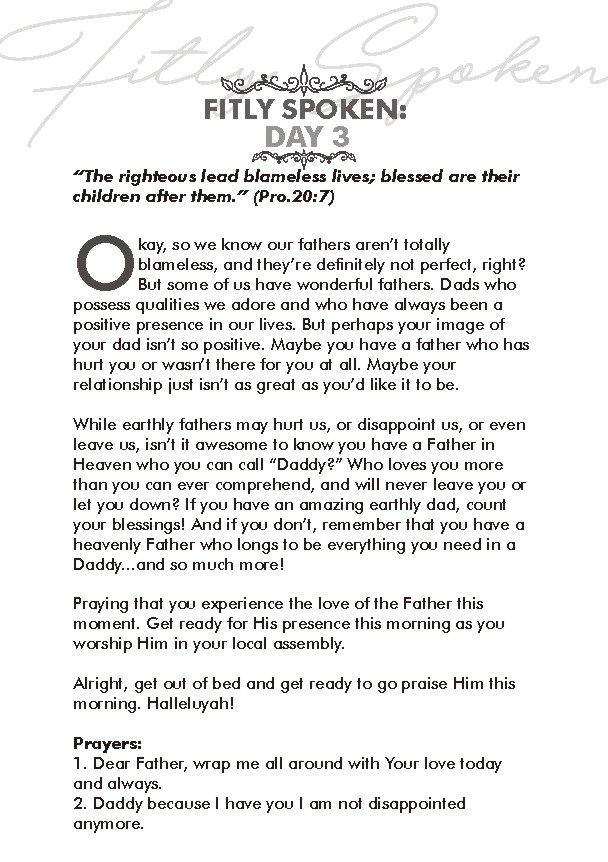 Fitly Spoken
FITLY SPOKEN:
DAY 3
“The righteous lead blameless lives; blessed are their
children after them.” (Pro.20:7)
Okay, so we know our fathers aren’t totally
blameless, and they’re definitely not perfect, right?
But some of us have wonderful fathers. Dads who
possess qualities we adore and who have always been a
positive presence in our lives. But perhaps your image of
your dad isn’t so positive. Maybe you have a father who has
hurt you or wasn’t there for you at all. Maybe your
relationship just isn’t as great as you’d like it to be.
While earthly fathers may hurt us, or disappoint us, or even
leave us, isn’t it awesome to know you have a Father in
Heaven who you can call “Daddy?” Who loves you more
than you can ever comprehend, and will never leave you or
let you down? If you have an amazing earthly dad, count
your blessings! And if you don’t, remember that you have a
heavenly Father who longs to be everything you need in a
Daddy...and so much more!
Praying that you experience the love of the Father this
moment. Get ready for His presence this morning as you
worship Him in your local assembly.
Alright, get out of bed and get ready to go praise Him this
morning. Halleluyah!
Prayers:
1. Dear Father, wrap me all around with Your love today
and always.
2. Daddy because I have you I am not disappointed
anymore.